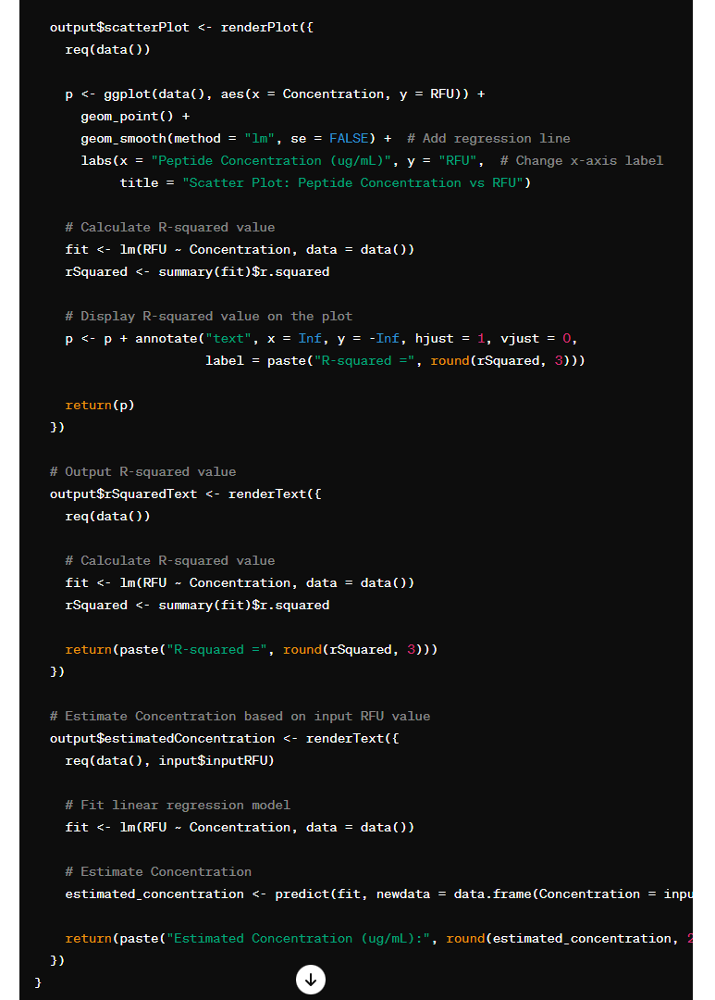 output$scatterPlot <- renderPlot({
req(data())
p <- ggplot(data(), aes(x = Concentration, y = RFU)) +
geom_point() +
geom_smooth(method = "lm", se = FALSE) +  # Add regression line
labs(x = "Peptide Concentration (ug/mL)", y = "RFU",  # Change x-axis label
title = "Scatter Plot: Peptide Concentration vs RFU")
# Calculate R-squared value
fit <- lm(RFU ~ Concentration, data = data())
rSquared <- summary(fit)$r.squared
# Display R-squared value on the plot
p <- p + annotate("text", x = Inf, y = -Inf, hjust = 1, vjust = 0,
label = paste("R-squared =", round(rSquared, 3)))
return(p)
})
# Output R-squared value
output$rSquaredText <- renderText({
req(data())
# Calculate R-squared value
fit <- lm(RFU ~ Concentration, data = data())
rSquared <- summary(fit)$r.squared
return(paste("R-squared =", round(rSquared, 3)))
})
# Estimate Concentration based on input RFU value
output$estimatedConcentration <- renderText({
req(data(), input$inputRFU)
# Fit linear regression model
fit <- lm(RFU ~ Concentration, data = data())
# Estimate Concentration
estimated_concentration <- predict(fit, newdata = data.frame(Concentration = inpu
return(paste("Estimated Concentration (ug/mL):", round(estimated_concentration, 2
})
}